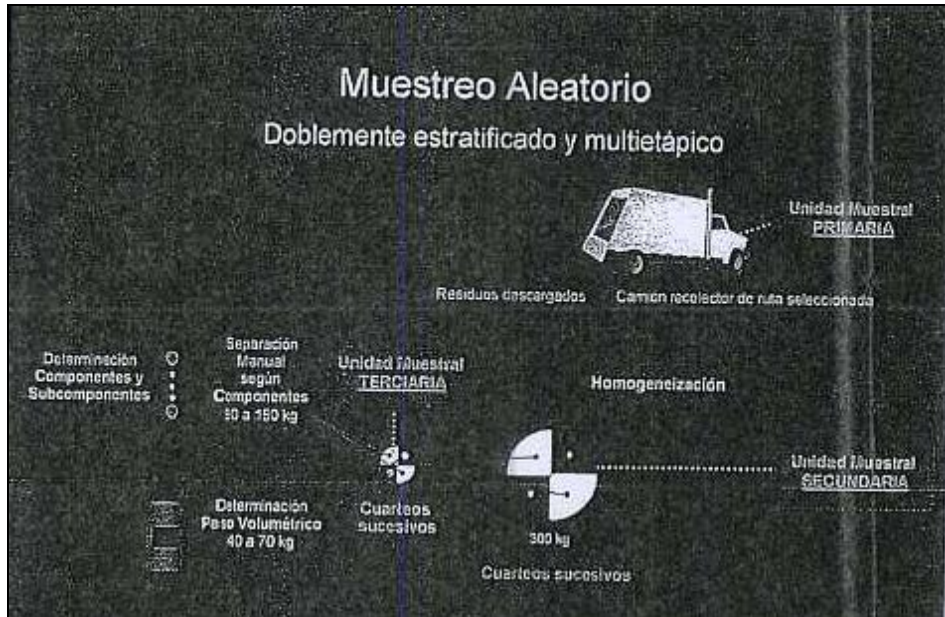 Muestreo Aleatorio
Doblemente estratificado y multietápico
Unidad Muestral
PRIMARIA
Residuos descargados
Camión recolector de ruta seleccionada
Determinación
Componentes y
Subcomponentes
Separación
Manual
según
Componentes
a 150 kg
Unidad Muestral
TERCIARIA
Homogeneización
Unidad Muestral
SECUNDARIA
Determinación
Peso Volumétrico
40 a 70 kg
Cuarteos
sucesivos
300 kg
Cuarteos sucesivos